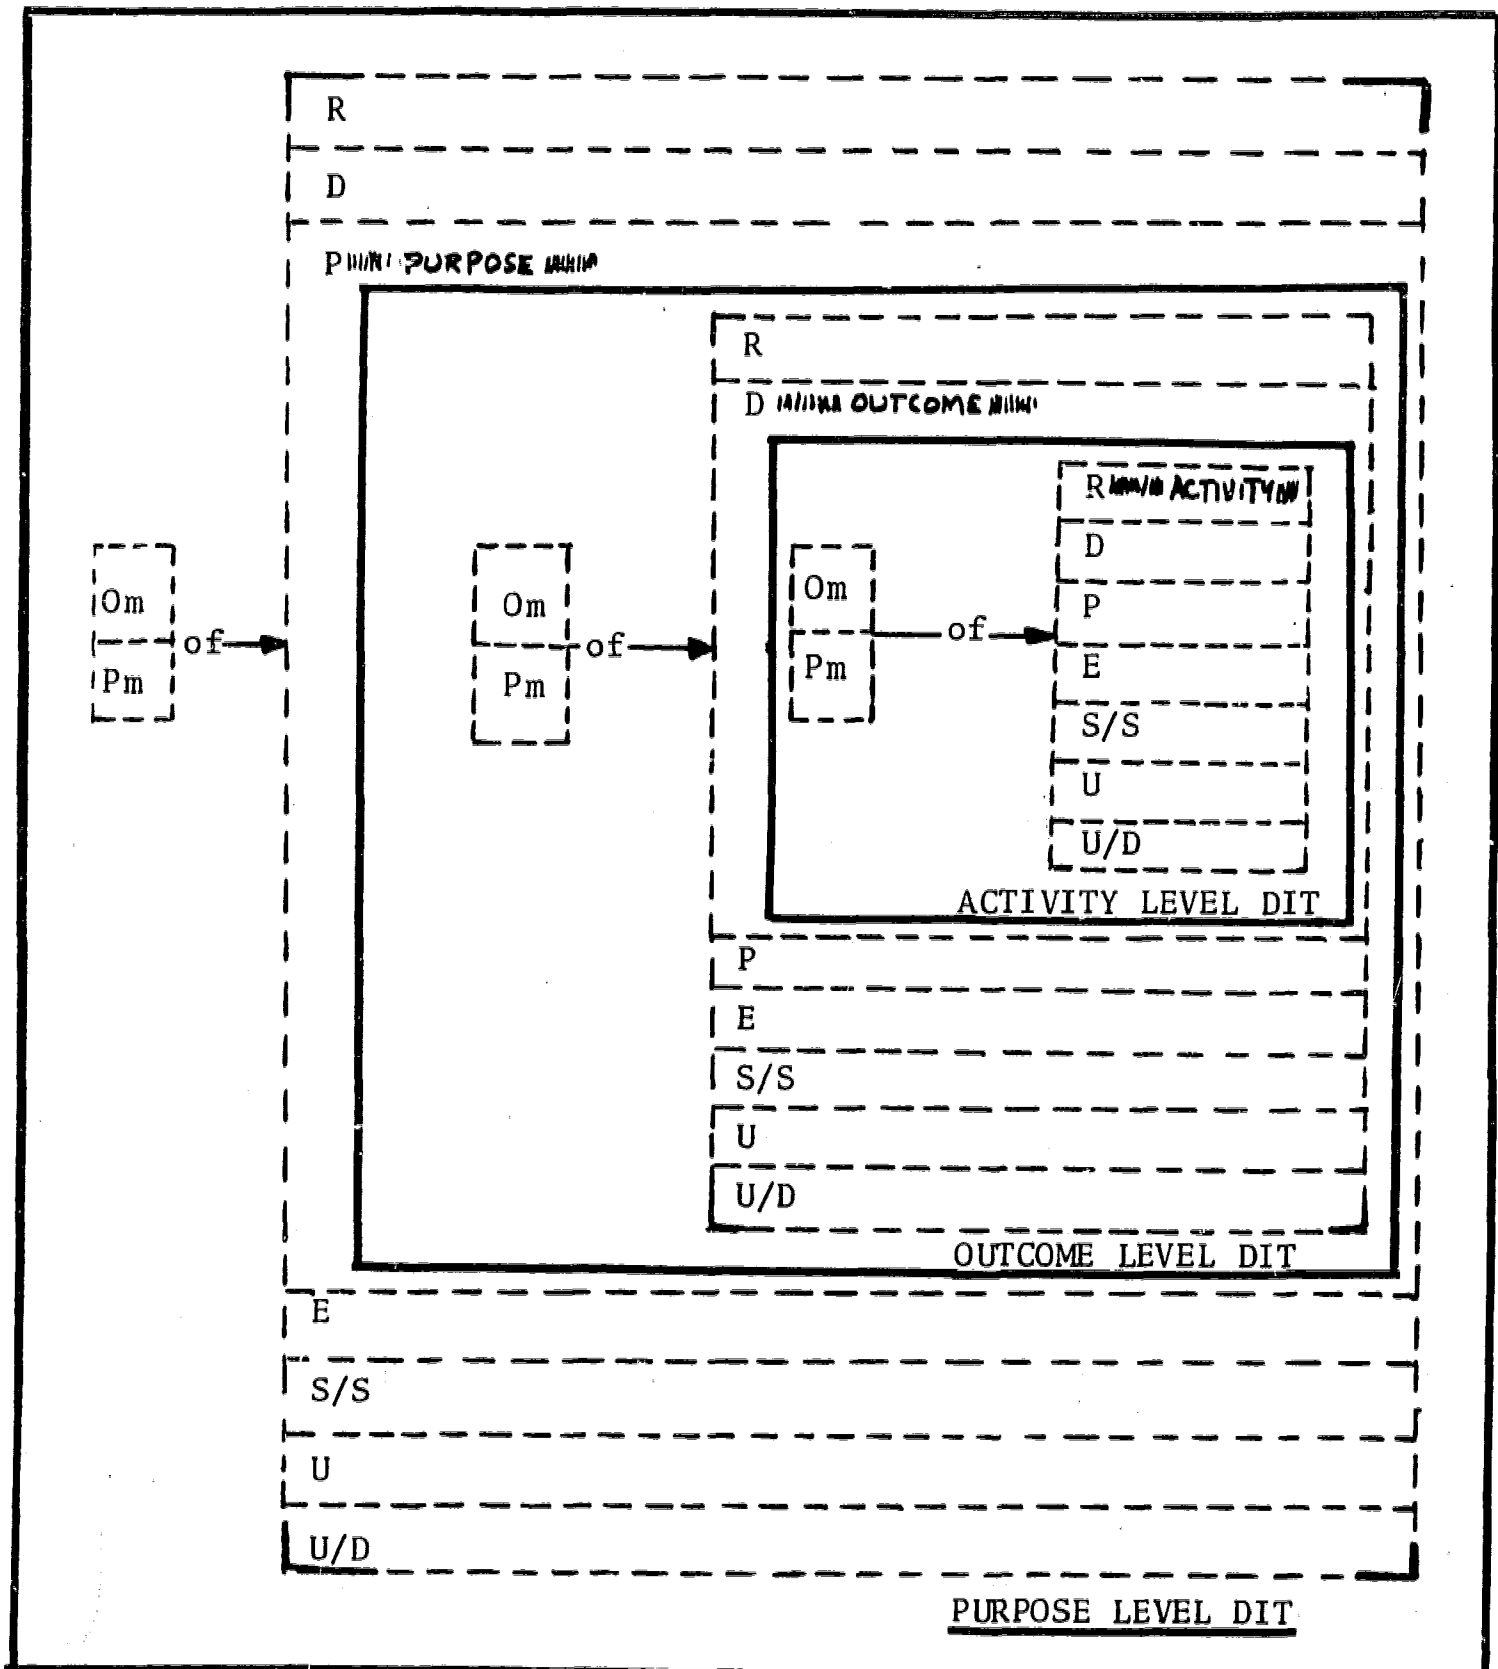 R
D
P PURPOSE
R
D OUTCOME
R ACTIVITY
D
P
E
S/S
U
U/D
Om
Pm
of
Om
Pm
of
Om
Pm
of
ACTIVITY LEVEL DIT
P
E
S/S
U
U/D
OUTCOME LEVEL DIT
E
S/S
U
U/D
PURPOSE LEVEL DIT